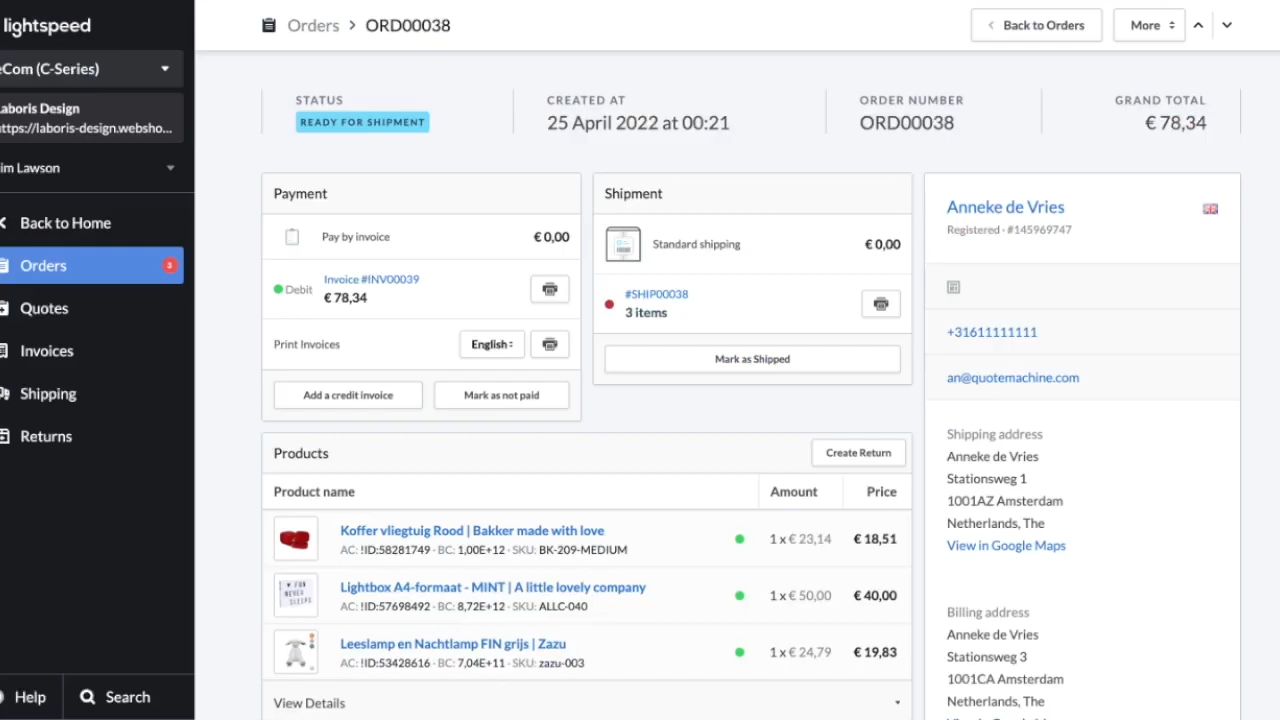 lightspeed
eCom (C-Series)
Laboris Design
https://laboris-design.websho...
Tim Lawson
Back to Home
Orders
3
Quotes
Invoices
Shipping
Returns
Help
Search
Orders > ORD00038
Back to Orders
More
STATUS
READY FOR SHIPMENT
CREATED AT
25 April 2022 at 00:21
ORDER NUMBER
ORD00038
GRAND TOTAL
€ 78,34
Payment
Pay by invoice € 0,00
Debit
Invoice #INV00039
€ 78,34
Print Invoices
English
Add a credit invoice
Mark as not paid
Shipment
Standard shipping € 0,00
#SHIP00038
3 items
Mark as Shipped
Products
Create Return
Product name Amount Price
Koffer vliegtuig Rood | Bakker made with love
AC: !ID:58281749 - BC: 1,00E+12 - SKU: BK-209-MEDIUM
1 x € 23,14 € 18,51
Lightbox A4-formaat - MINT | A little lovely company
AC: !ID:57698492 - BC: 8,72E+12 - SKU: ALLC-040
1 x € 50,00 € 40,00
Leeslamp en Nachtlamp FIN grijs | Zazu
AC: !ID:53428616 - BC: 7,04E+11 - SKU: zazu-003
1 x € 24,79 € 19,83
View Details
Anneke de Vries
Registered · #145969747
+31611111111
an@quotemachine.com
Shipping address
Anneke de Vries
Stationsweg 1
1001AZ Amsterdam
Netherlands, The
View in Google Maps
Billing address
Anneke de Vries
Stationsweg 3
1001CA Amsterdam
Netherlands, The